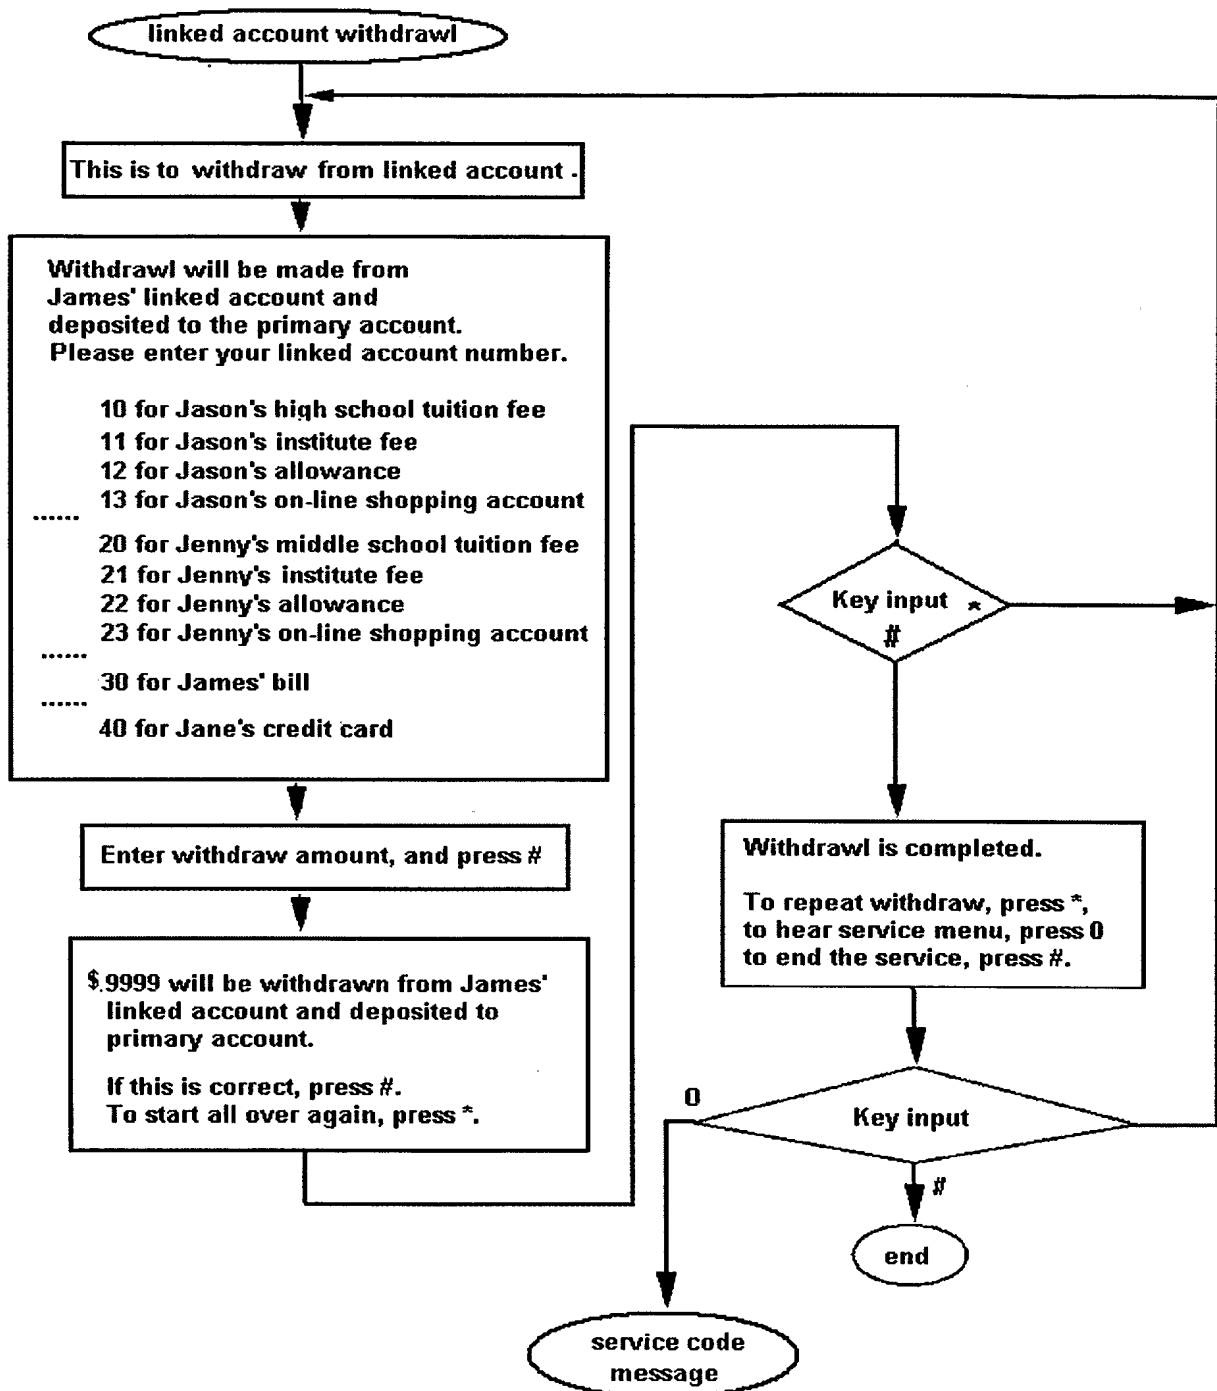 linked account withdrawl
This is to withdraw from linked account .
Withdrawl will be made from
James' linked account and
deposited to the primary account.
Please enter your linked account number.
10 for Jason's high school tuition fee
11 for Jason's institute fee
12 for Jason's allowance
13 for Jason's on-line shopping account
......
20 for Jenny's middle school tuition fee
21 for Jenny's institute fee
22 for Jenny's allowance
23 for Jenny's on-line shopping account
......
30 for James' bill
......
40 for Jane's credit card
Enter withdraw amount, and press #
$.9999 will be withdrawn from James'
linked account and deposited to
primary account.
If this is correct, press #.
To start all over again, press *.
Key input *
#
Withdrawl is completed.
To repeat withdraw, press *,
to hear service menu, press 0
to end the service, press #.
0
Key input
#
end
service code
message